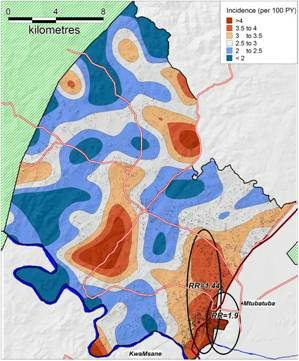 0 4 8
kilometres
Incidence (per 100 PY)
>4
3.5 to 4
3 to 3.5
2.5 to 3
2 to 2.5
< 2
RR=1.44
Mtubatuba
RR=1.9
KwaMsane